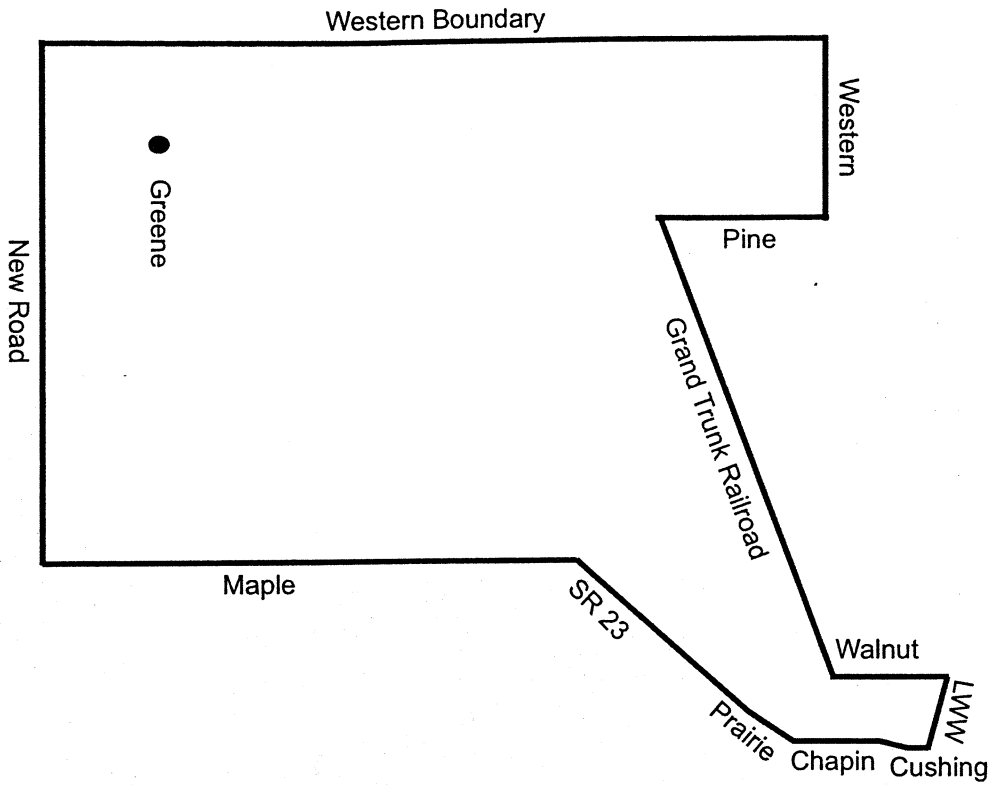 Western Boundary
Western
Greene
Pine
New Road
Grand Trunk Railroad
Maple
SR 23
Walnut
LWW
Prairie
Chapin
Cushing